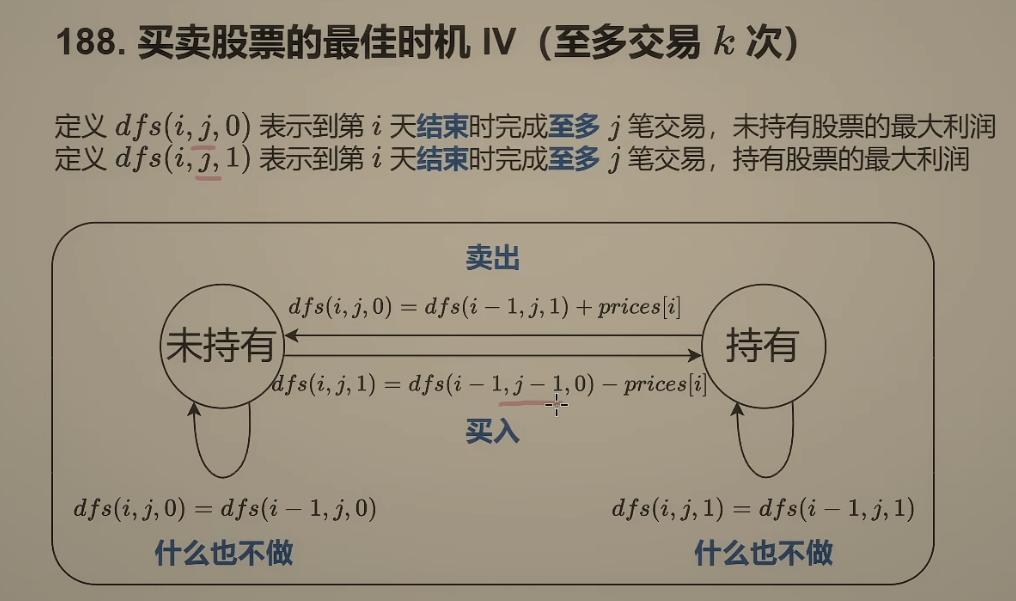 188. 买卖股票的最佳时机 IV（至多交易 k 次）
定义 dfs(i, j, 0) 表示到第 i 天结束时完成至多 j 笔交易，未持有股票的最大利润
定义 dfs(i, j, 1) 表示到第 i 天结束时完成至多 j 笔交易，持有股票的最大利润
卖出
dfs(i, j, 0) = dfs(i − 1, j, 1) + prices[i]
未持有
持有
dfs(i, j, 1) = dfs(i − 1, j − 1, 0) − prices[i]
买入
dfs(i, j, 0) = dfs(i − 1, j, 0)
dfs(i, j, 1) = dfs(i − 1, j, 1)
什么也不做
什么也不做